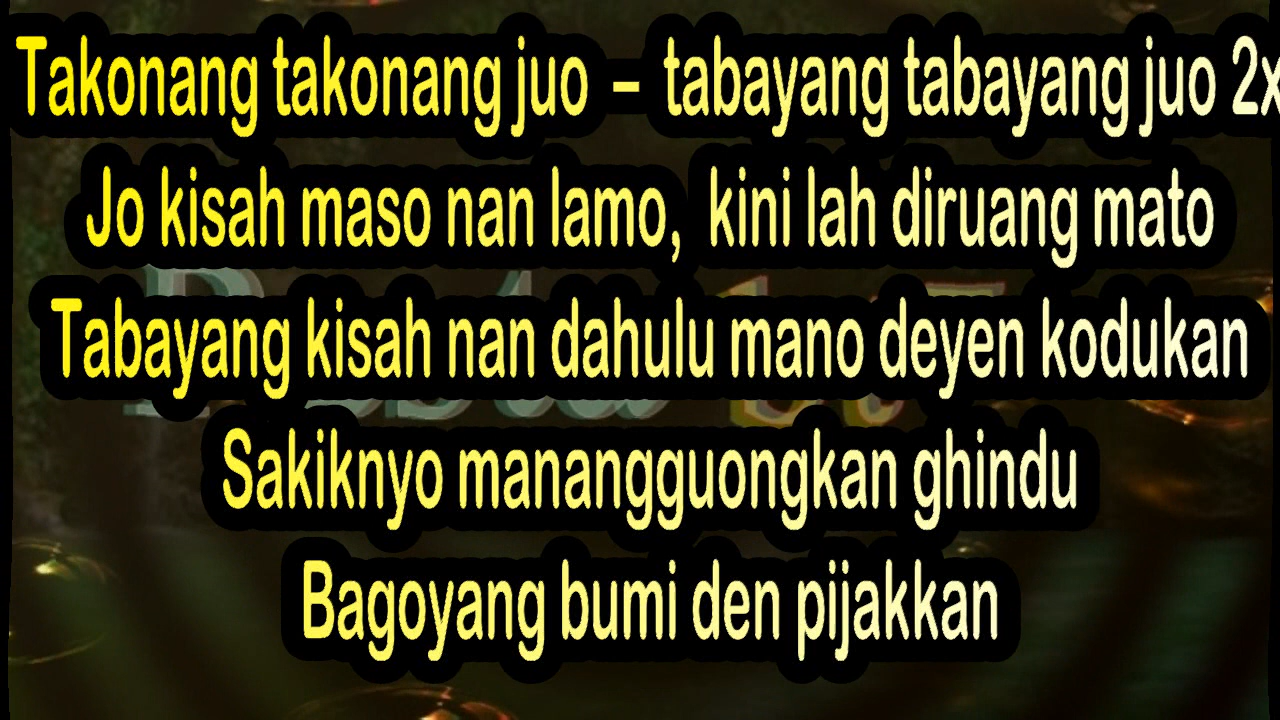 Takonang takonang juo – tabayang tabayang juo 2x
Jo kisah maso nan lamo, kini lah diruang mato
Tabayang kisah nan dahulu mano deyen kodukan
Sakiknyo manangguongkan ghindu
Bagoyang bumi den pijakkan